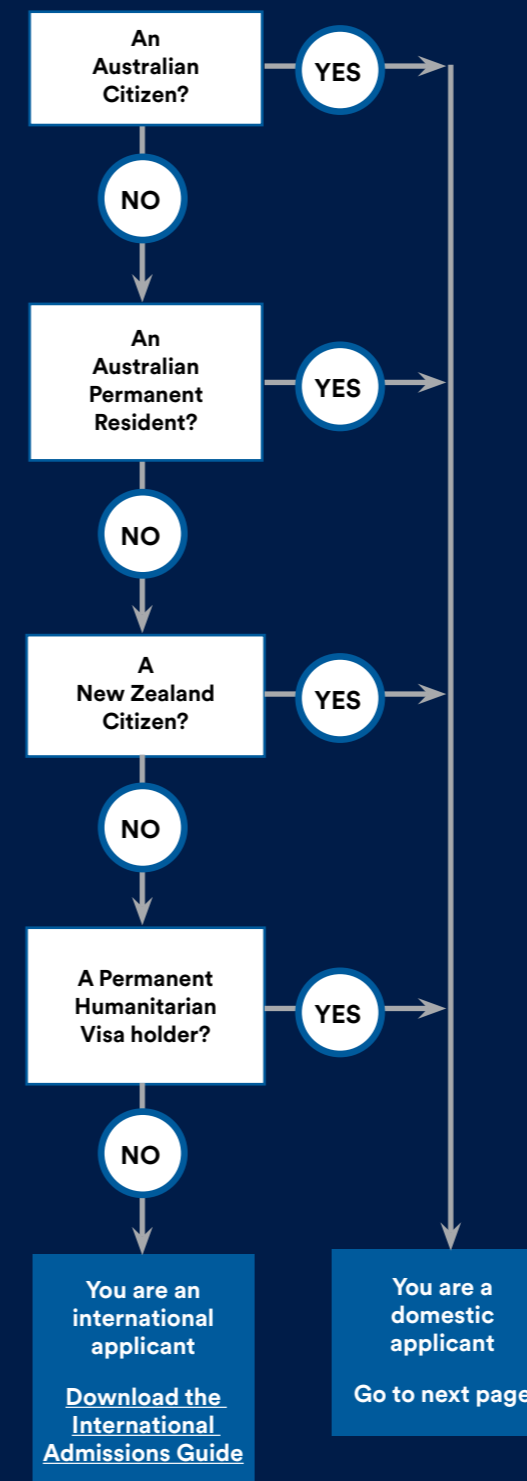 An
Australian
Citizen?
YES
NO
An
Australian
Permanent
Resident?
YES
NO
A
New Zealand
Citizen?
YES
NO
A Permanent
Humanitarian
Visa holder?
YES
NO
You are an
international
applicant
Download the
International
Admissions Guide
You are a
domestic
applicant
Go to next page